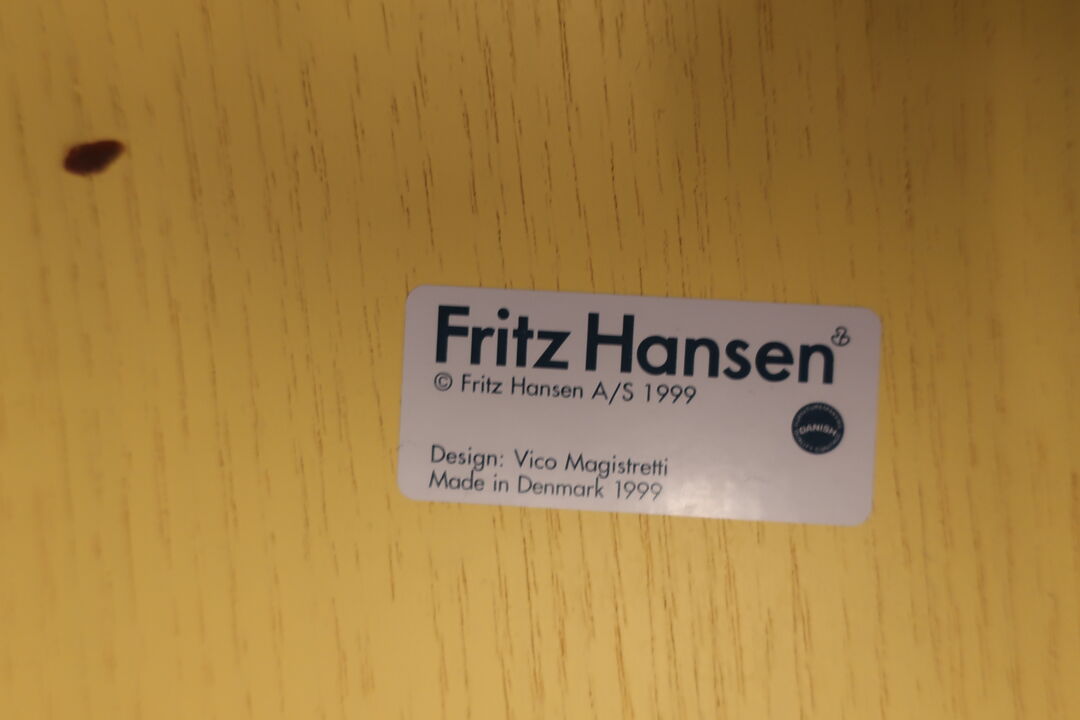 Fritz Hansen
© Fritz Hansen A/S 1999
DANISH
Design: Vico Magistretti
Made in Denmark 1999